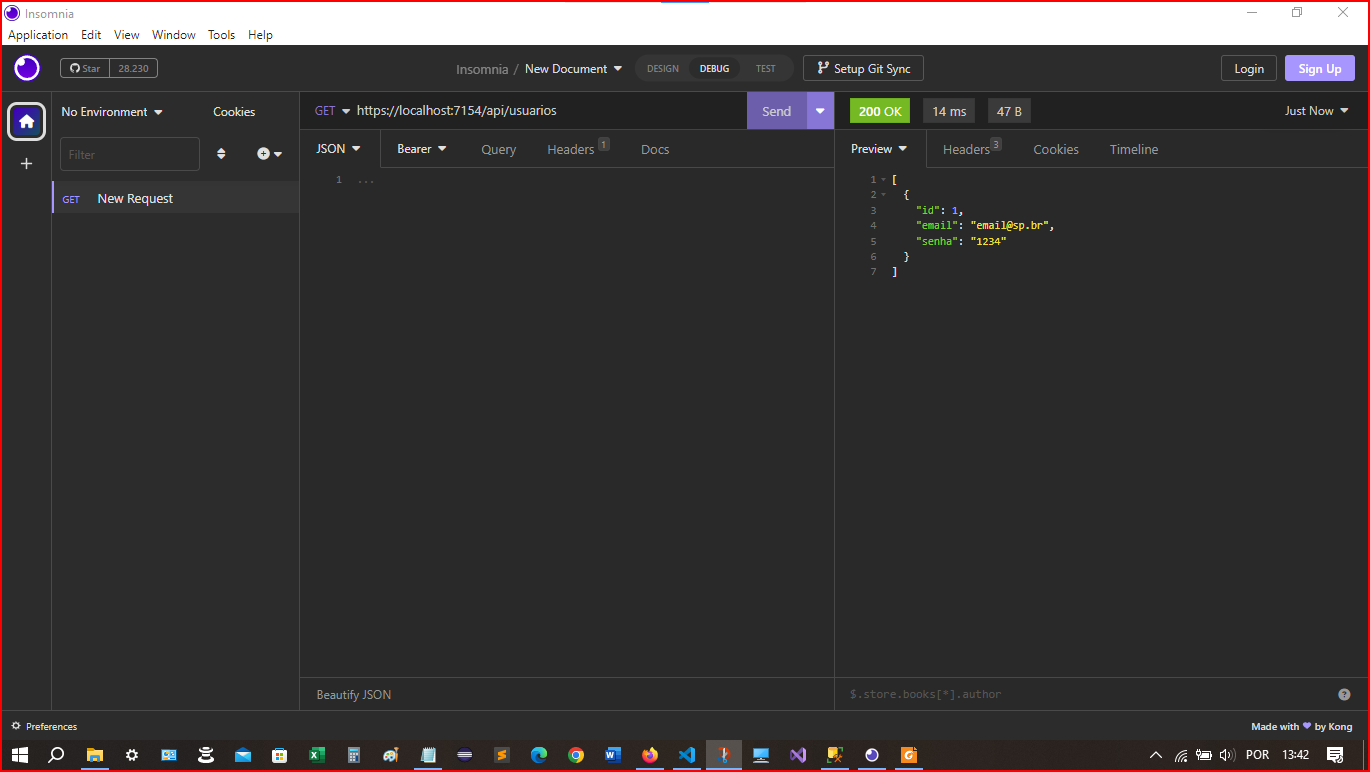 Insomnia
Application Edit View Window Tools Help
Star 28.230
Insomnia / New Document
DESIGN DEBUG TEST
Setup Git Sync
Login Sign Up
No Environment Cookies
GET https://localhost:7154/api/usuarios Send
200 OK 14 ms 47 B Just Now
Filter
JSON Bearer Query Headers 1 Docs
Preview Headers 3 Cookies Timeline
GET New Request
1 ...
1 [
2 {
3 "id": 1,
4 "email": "email@sp.br",
5 "senha": "1234"
6 }
7 ]
Beautify JSON
$.store.books[*].author ?
Preferences
Made with ❤ by Kong
POR 13:42